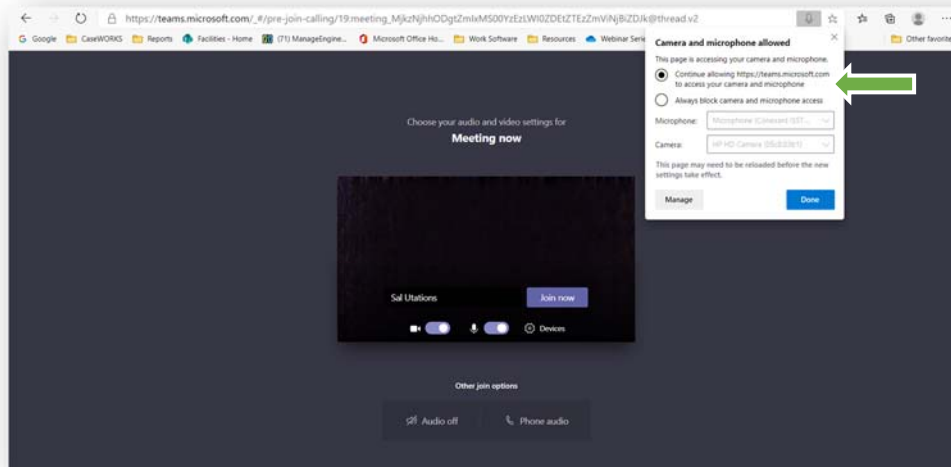 https://teams.microsoft.com/_#/pre-join-calling/19:meeting_MjkzNjhhODgtZmIxMS00YzEzLWI0ZDEtZTEzZmViNjBiZDJk@thread.v2
Google CaseWORKS Reports Facilities - Home (71) ManageEngine... Microsoft Office Ho... Work Software Resources Webinar Other favorite
Camera and microphone allowed
This page is accessing your camera and microphone.
Continue allowing https://teams.microsoft.com
to access your camera and microphone
Always block camera and microphone access
Microphone:
Camera: HP HD Camera
This page may need to be reloaded before the new
settings take effect.
Manage Done
Choose your audio and video settings for
Meeting now
Sal Utations Join now
Devices
Other join options
Audio off Phone audio